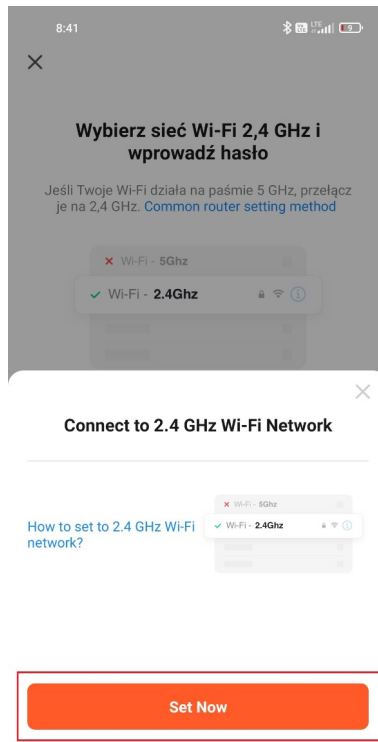 8:41
LTE
9
Wybierz sieć Wi-Fi 2,4 GHz i
wprowadź hasło
Jeśli Twoje Wi-Fi działa na paśmie 5 GHz, przełącz
je na 2,4 GHz. Common router setting method
Wi-Fi - 5Ghz
Wi-Fi - 2.4Ghz
Connect to 2.4 GHz Wi-Fi Network
How to set to 2.4 GHz Wi-Fi
network?
Wi-Fi - 5Ghz
Wi-Fi - 2.4Ghz
Set Now